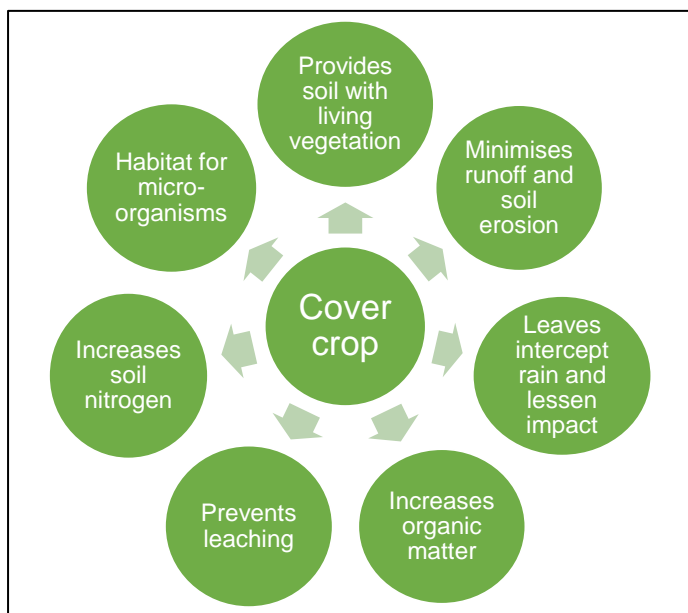 Provides
soil with
living
vegetation
Minimises
runoff and
soil
erosion
Leaves
intercept
rain and
lessen
impact
Increases
organic
matter
Prevents
leaching
Increases
soil
nitrogen
Habitat for
micro-
organisms
Cover
crop